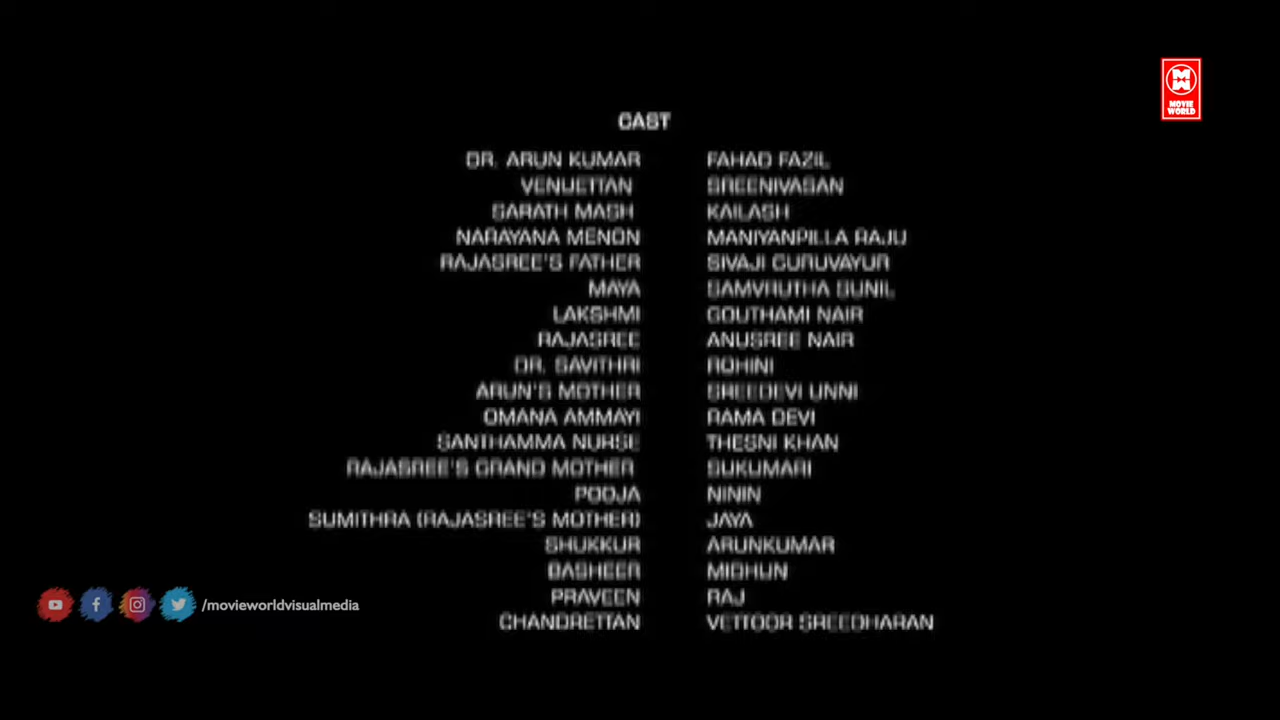 MOVIE
WORLD
CAST
DR. ARUN KUMAR FAHAD FAZIL
VENUETTAN SREENIVASAN
SARATH MASH KAILASH
NARAYANA MENON MANIYANPILLA RAJU
RAJASREE'S FATHER SIVAJI GURUVAYUR
MAYA SAMVRUTHA SUNIL
LAKSHMI GOUTHAMI NAIR
RAJASREE ANUSREE NAIR
DR. SAVITHRI ROHINI
ARUN'S MOTHER SREEDEVI UNNI
OMANA AMMAYI RAMA DEVI
SANTHAMMA NURSE THESNI KHAN
RAJASREE'S GRAND MOTHER SUKUMARI
POOJA NININ
SUMITHRA (RAJASREE'S MOTHER) JAYA
SHUKKUR ARUNKUMAR
BASHEER MIDHUN
PRAVEEN RAJ
CHANDRETTAN VETTOOR SREEDHARAN
/movieworldvisualmedia